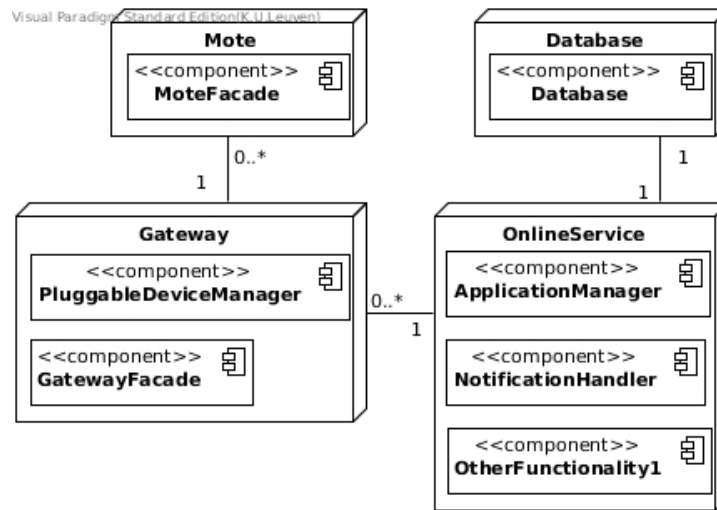 Visual Paradigm Standard Edition(K.U.Leuven)
Mote
<<component>>
MoteFacade
Database
<<component>>
Database
0..*
1
1
1
Gateway
<<component>>
PluggableDeviceManager
<<component>>
GatewayFacade
0..*
1
OnlineService
<<component>>
ApplicationManager
<<component>>
NotificationHandler
<<component>>
OtherFunctionality1